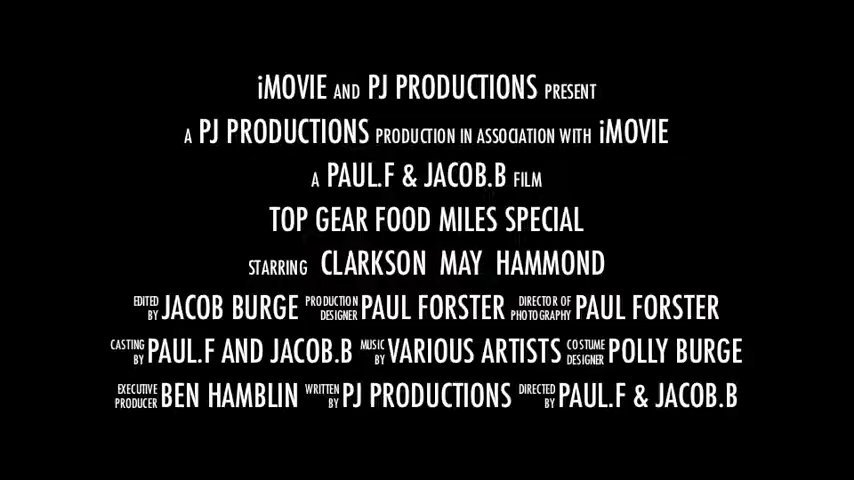 iMOVIE AND PJ PRODUCTIONS PRESENT
A PJ PRODUCTIONS PRODUCTION IN ASSOCIATION WITH iMOVIE
A PAUL.F & JACOB.B FILM
TOP GEAR FOOD MILES SPECIAL
STARRING CLARKSON MAY HAMMOND
EDITED BY JACOB BURGE PRODUCTION DESIGNER PAUL FORSTER DIRECTOR OF PHOTOGRAPHY PAUL FORSTER
CASTING BY PAUL.F AND JACOB.B MUSIC BY VARIOUS ARTISTS COSTUME DESIGNER POLLY BURGE
EXECUTIVE PRODUCER BEN HAMBLIN WRITTEN BY PJ PRODUCTIONS DIRECTED BY PAUL.F & JACOB.B